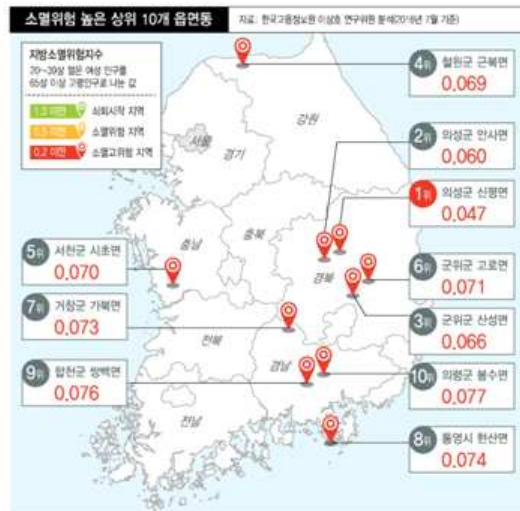 소멸위험 높은 상위 10개 읍면동
자료 : 한국고용정보원 이상호 연구위원 분석(2018년 7월 기준)
지방소멸위험지수
20~39살 젊은 여성 인구를
65살 이상 고령인구로 나눈 값
1.0 미만 쇠퇴시작 지역
0.5 미만 소멸위험 지역
0.2 미만 소멸고위험 지역
4위 철원군 근북면
0.069
강원
서울
경기
2위 의성군 안사면
0.060
1위 의성군 신평면
0.047
충북
충남
5위 서천군 시초면
0.070
경북
6위 군위군 고로면
0.071
7위 거창군 가북면
0.073
3위 군위군 산성면
0.066
전북
경남
9위 합천군 쌍백면
0.076
10위 의령군 봉수면
0.077
전남
8위 통영시 한산면
0.074